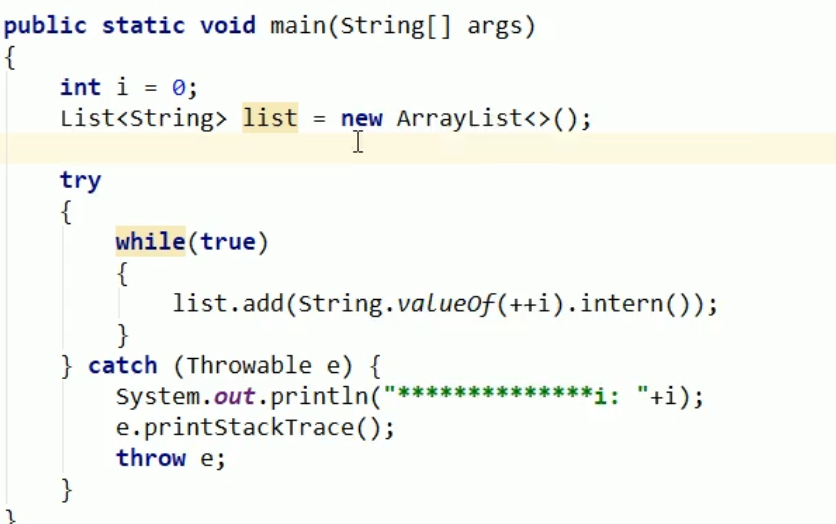 public static void main(String[] args)
{
int i = 0;
List<String> list = new ArrayList<>();
try
{
while(true)
{
list.add(String.valueOf(++i).intern());
}
} catch (Throwable e) {
System.out.println("**************i: "+i);
e.printStackTrace();
throw e;
}
}